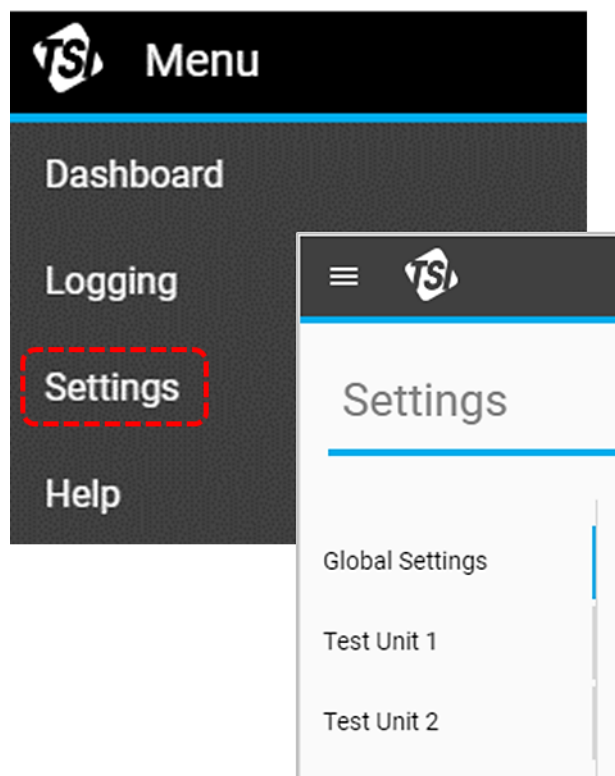 TSI Menu
Dashboard
Logging
Settings
Help
TSI
Settings
Global Settings
Test Unit 1
Test Unit 2